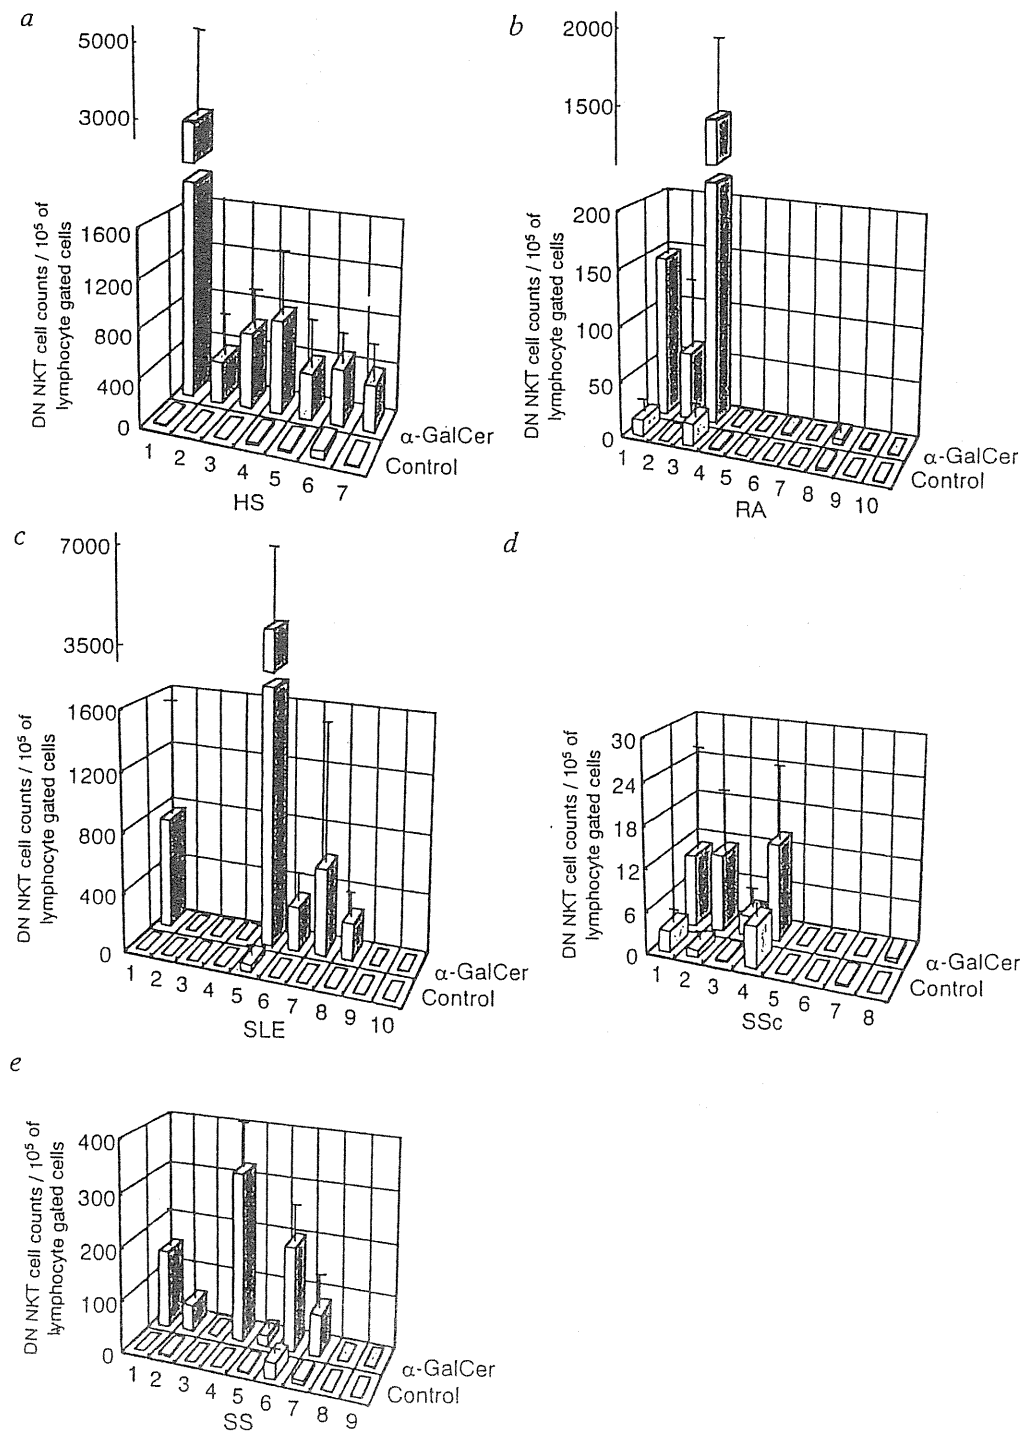 a
5000
3000
1600
1200
800
400
0
DN NKT cell counts / 10⁵ of
lymphocyte gated cells
1 2 3 4 5 6 7
α-GalCer
Control
HS
b
2000
1500
200
150
100
50
0
DN NKT cell counts / 10⁵ of
lymphocyte gated cells
1 2 3 4 5 6 7 8 9 10
α-GalCer
Control
RA
c
7000
3500
1600
1200
800
400
0
DN NKT cell counts / 10⁵ of
lymphocyte gated cells
1 2 3 4 5 6 7 8 9 10
α-GalCer
Control
SLE
d
30
24
18
12
6
0
DN NKT cell counts / 10⁵ of
lymphocyte gated cells
1 2 3 4 5 6 7 8
α-GalCer
Control
SSc
e
400
300
200
100
0
DN NKT cell counts / 10⁵ of
lymphocyte gated cells
1 2 3 4 5 6 7 8 9
α-GalCer
Control
SS